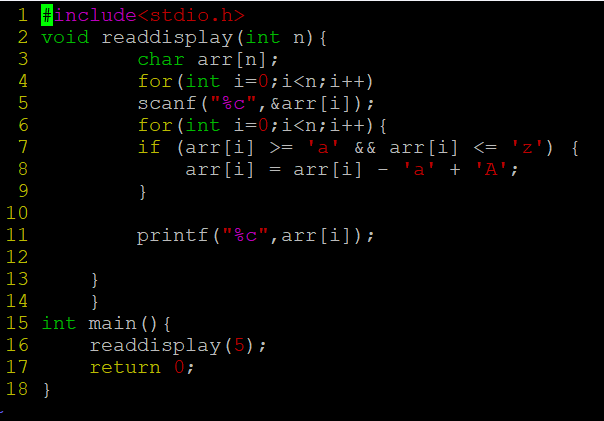 1 #include<stdio.h>
2 void readdisplay(int n){
3         char arr[n];
4         for(int i=0;i<n;i++)
5         scanf("%c",&arr[i]);
6         for(int i=0;i<n;i++){
7         if (arr[i] >= 'a' && arr[i] <= 'z') {
8             arr[i] = arr[i] - 'a' + 'A';
9         }
10
11         printf("%c",arr[i]);
12
13     }
14     }
15 int main(){
16     readdisplay(5);
17     return 0;
18 }
~